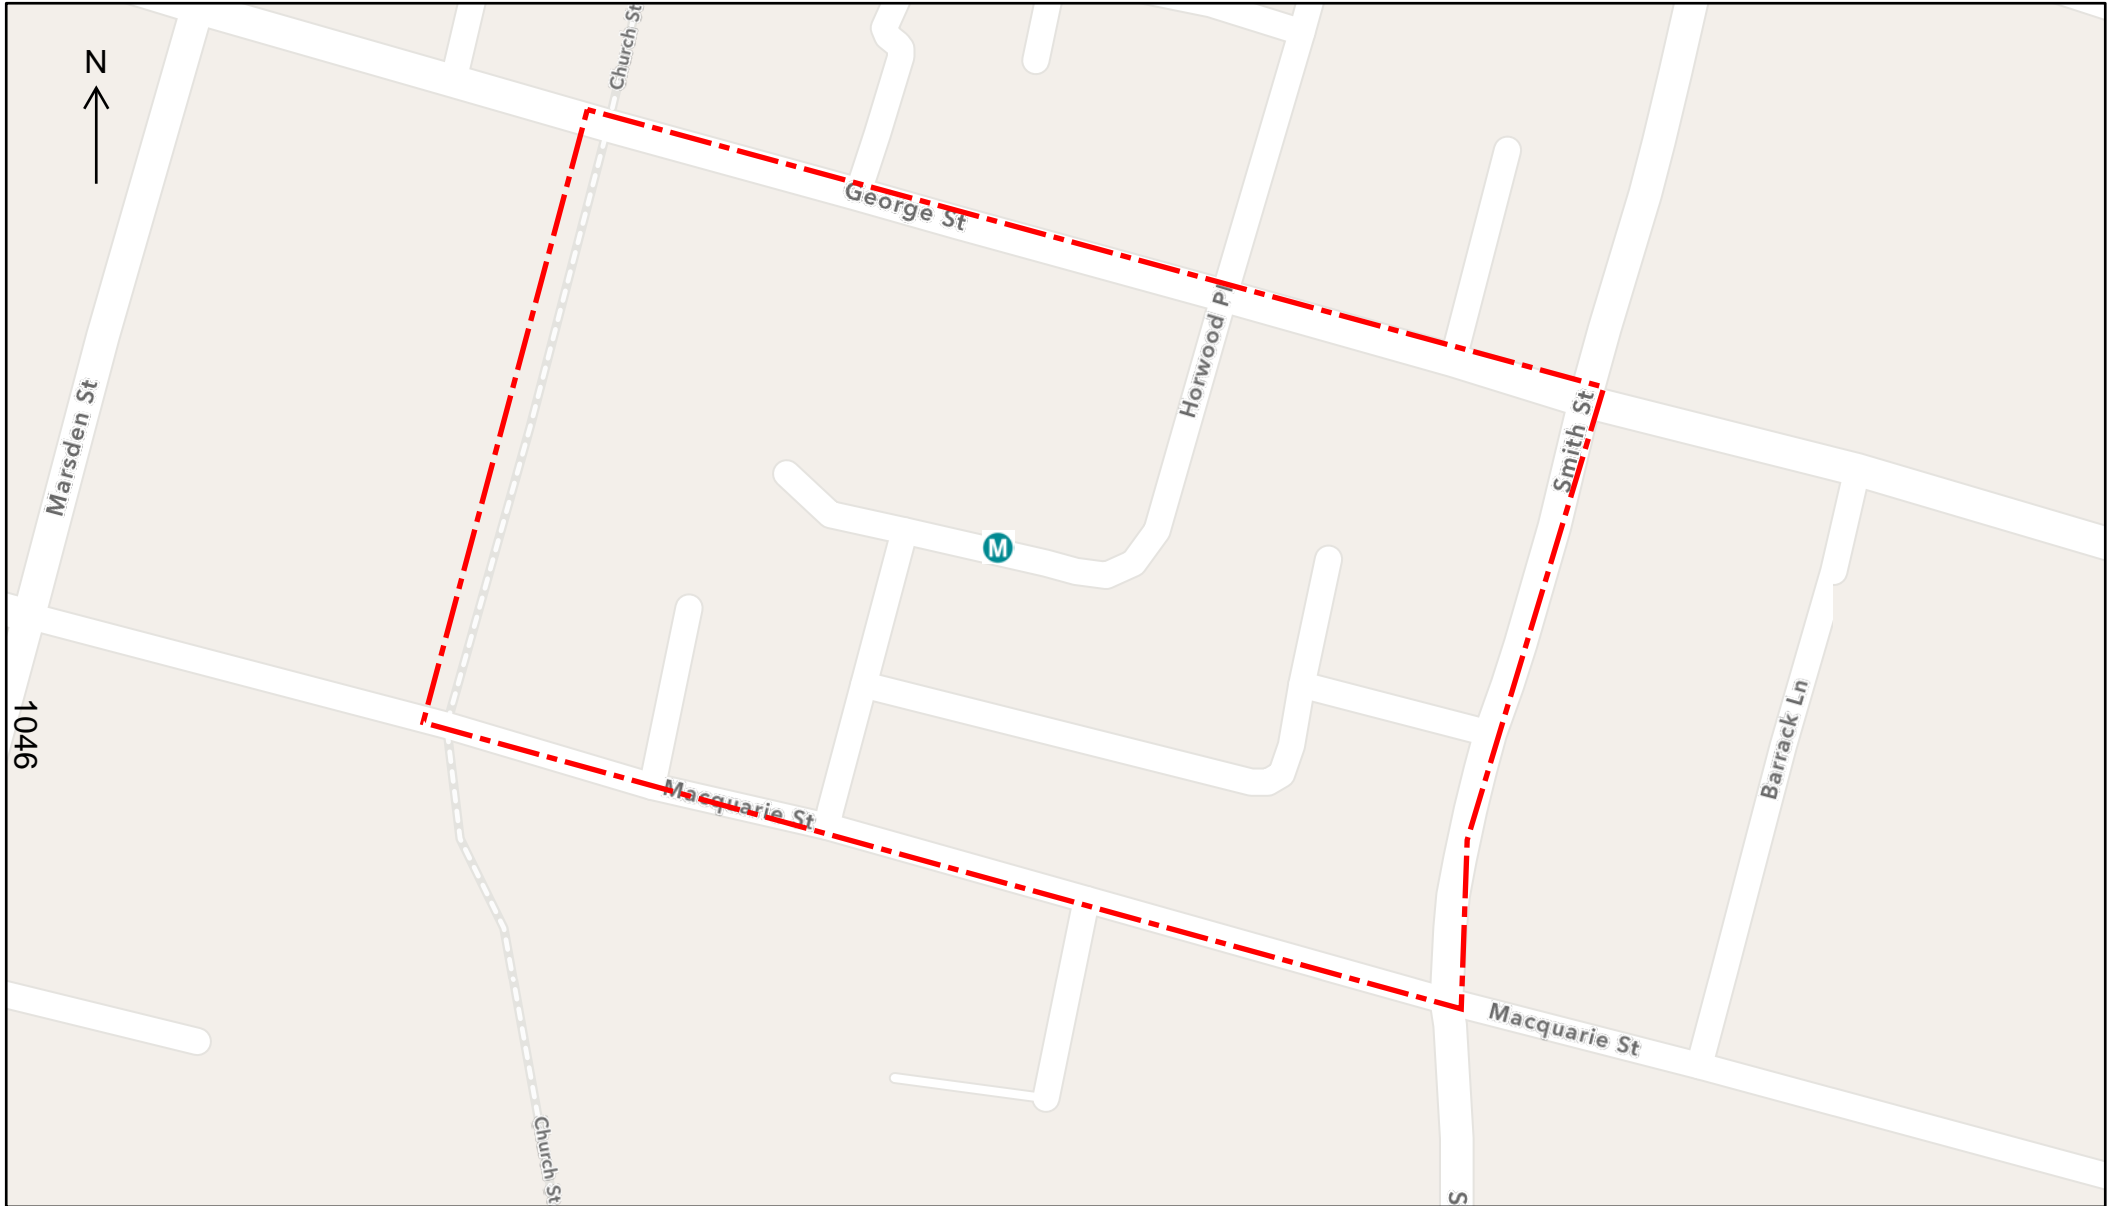 Church St
N
George St
Horwood Pl
Marsden St
Smith St
M
1046
Barrack Ln
Macquarie St
Macquarie St
Church St
S